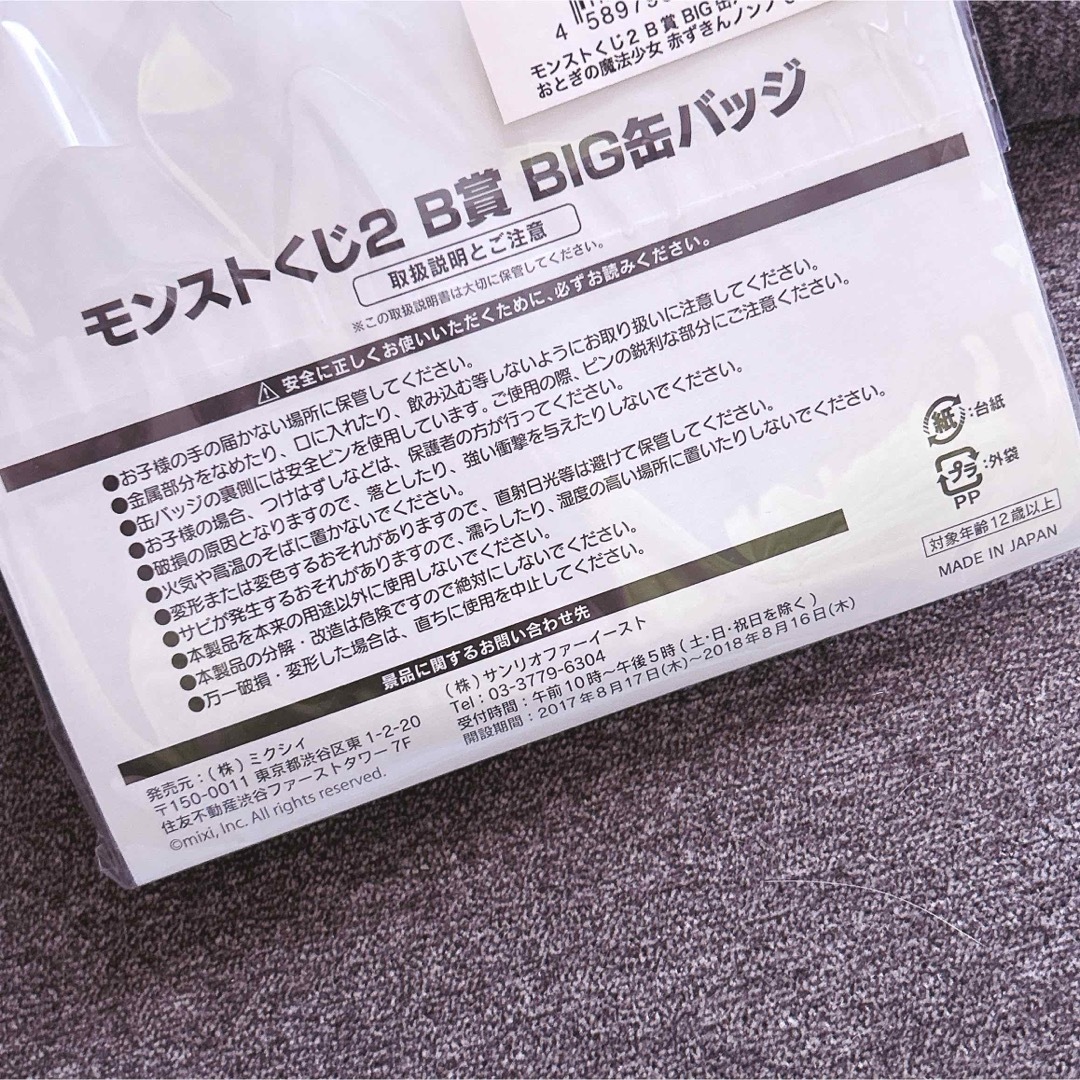 4 58979
モンストくじ2 B賞 BIG缶
おとぎの魔法少女 赤ずきんノンノ
モンストくじ2 B賞 BIG缶バッジ
取扱説明とご注意
※この取扱説明書は大切に保管してください。
安全に正しくお使いいただくために、必ずお読みください。
●お子様の手の届かない場所に保管してください。
●金属部分をなめたり、口に入れたり、飲み込む等しないようにお取り扱いに注意してください。
●缶バッジの裏側には安全ピンを使用しています。ご使用の際、ピンの鋭利な部分にご注意ください。
●お子様の場合、つけはずしなどは、保護者の方が行ってください。
●破損の原因となりますので、落としたり、強い衝撃を与えたりしないでください。
●火気や高温のそばに置かないでください。
●変形または変色するおそれがありますので、直射日光等は避けて保管してください。
●サビが発生するおそれがありますので、濡らしたり、湿度の高い場所に置いたりしないでください。
●本製品を本来の用途以外に使用しないでください。
●本製品の分解・改造は危険ですので絶対にしないでください。
●万一破損・変形した場合は、直ちに使用を中止してください。
紙:台紙
プラ:外袋
PP
対象年齢12歳以上
MADE IN JAPAN
景品に関するお問い合わせ先
発売元:(株)ミクシィ
〒150-0011 東京都渋谷区東1-2-20
住友不動産渋谷ファーストタワー7F
©mixi, Inc. All rights reserved.
(株)サンリオファーイースト
Tel:03-3779-6304
受付時間:午前10時〜午後5時(土・日・祝日を除く)
開設期間:2017年8月17日(木)〜2018年8月16日(木)